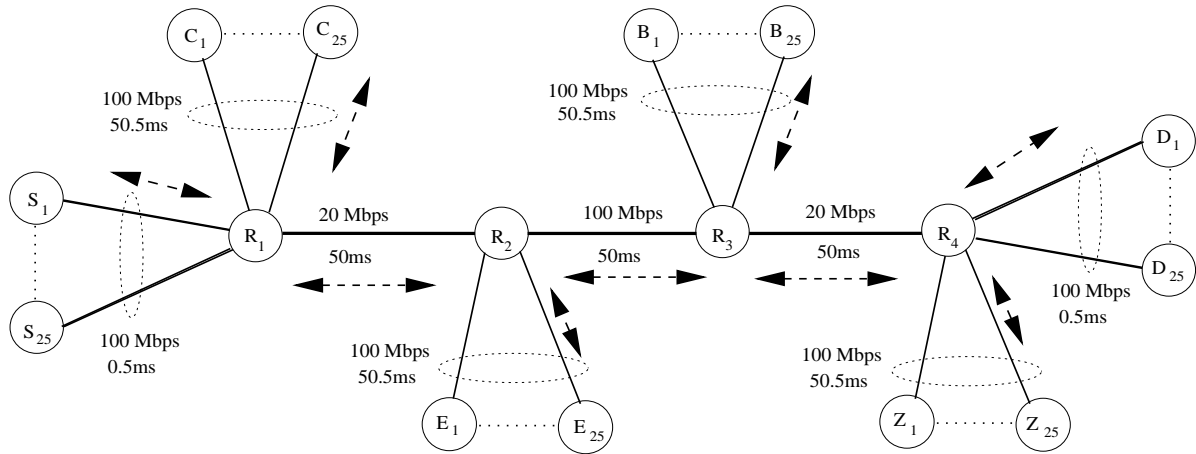 C1 C25
B1 B25
100 Mbps
50.5ms
100 Mbps
50.5ms
D1
S1
20 Mbps
100 Mbps
20 Mbps
R1
R2
R3
R4
50ms
50ms
50ms
D25
100 Mbps
0.5ms
S25
100 Mbps
0.5ms
100 Mbps
50.5ms
100 Mbps
50.5ms
E1 E25
Z1 Z25